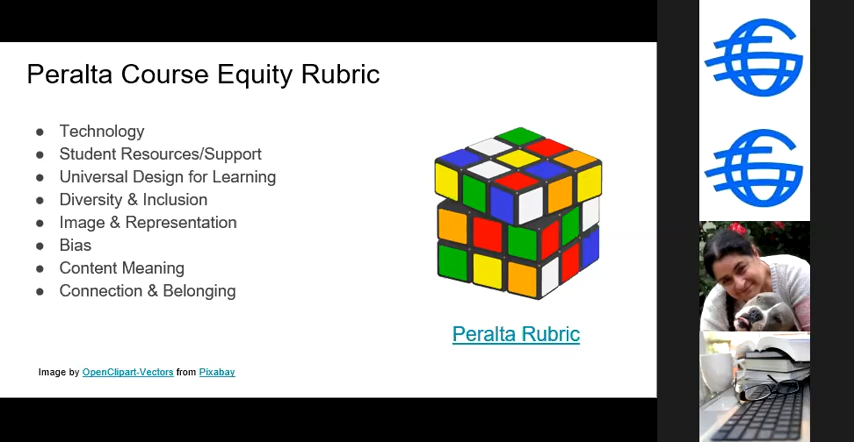 Peralta Course Equity Rubric
● Technology
● Student Resources/Support
● Universal Design for Learning
● Diversity & Inclusion
● Image & Representation
● Bias
● Content Meaning
● Connection & Belonging
Peralta Rubric
Image by OpenClipart-Vectors from Pixabay